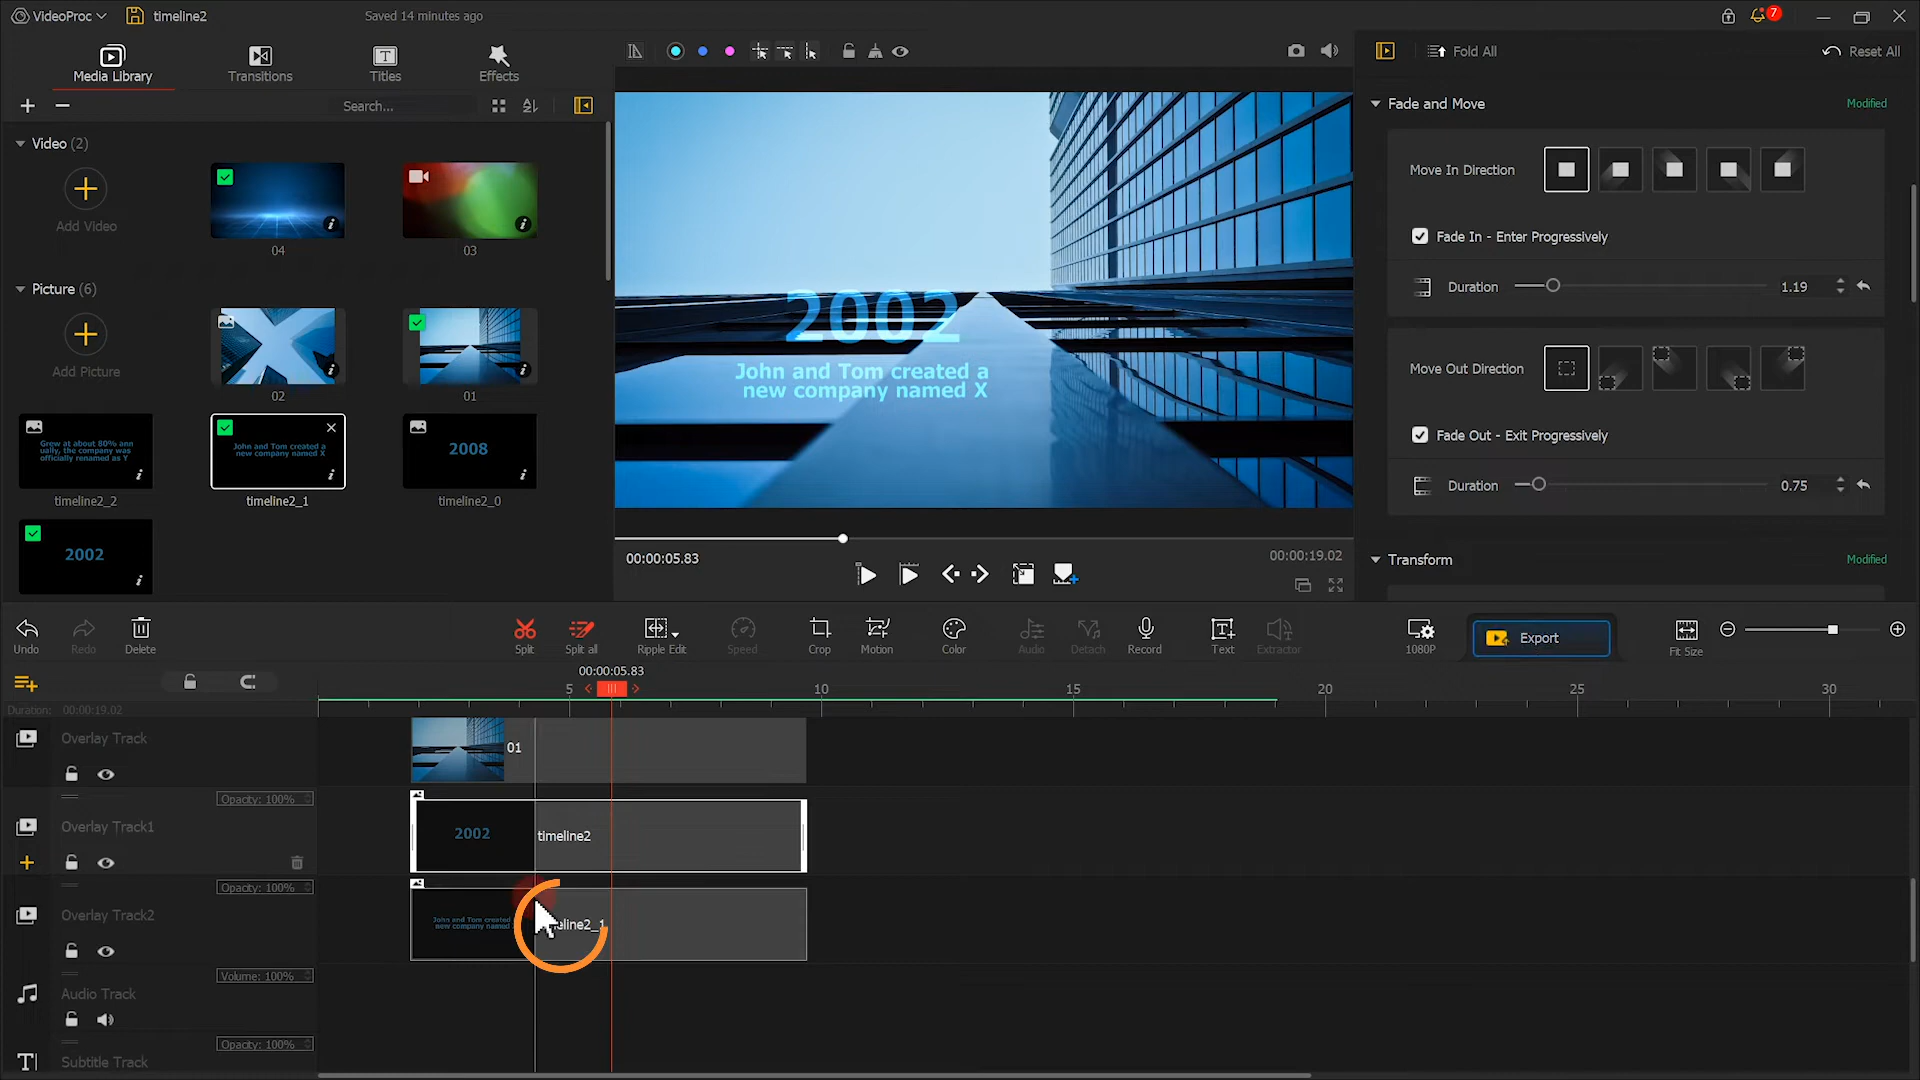 VideoProc
timeline2
Saved 14 minutes ago
7
Media Library
Transitions
Titles
Effects
Fold All
Reset All
Search...
Video (2)
Add Video
04
03
Picture (6)
Add Picture
02
01
Grew at about 80% ann
ually, the company was
officially renamed as Y
John and Tom created a
new company named X
2008
timeline2_2
timeline2_1
timeline2_0
2002
2002
John and Tom created a
new company named X
00:00:05.83
00:00:19.02
Fade and Move
Modified
Move In Direction
Fade In - Enter Progressively
Duration
1.19
Move Out Direction
Fade Out - Exit Progressively
Duration
0.75
Transform
Modified
Undo
Redo
Delete
Split
Split all
Ripple Edit
Speed
Crop
Motion
Color
Audio
Detach
Record
Text
Extractor
1080P
Export
Fit Size
00:00:05.83
5
10
15
20
25
30
Duration: 00:00:19.02
Overlay Track
01
Opacity: 100%
Overlay Track1
2002
timeline2
Opacity: 100%
Overlay Track2
John and Tom created
new company named
eline2_1
Volume: 100%
Audio Track
Opacity: 100%
Subtitle Track